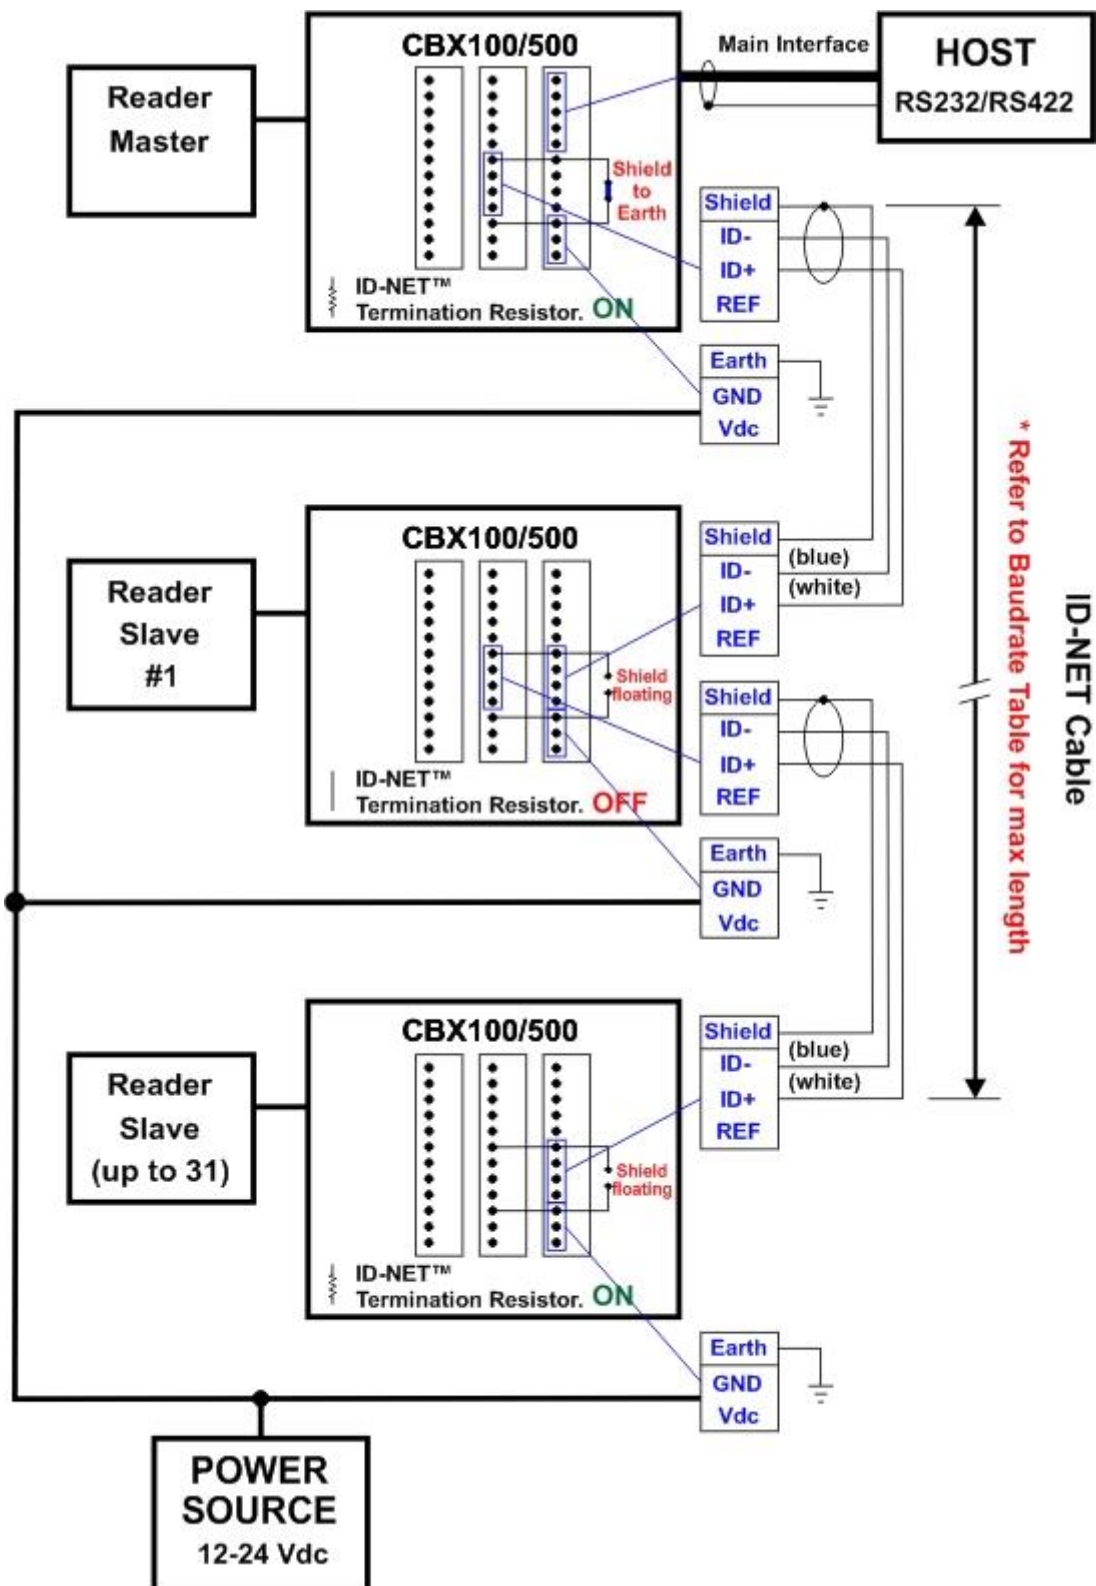 CBX100/500
Main Interface
HOST
RS232/RS422
Reader
Master
Shield
to
Earth
Shield
ID-
ID+
REF
ID-NET™
Termination Resistor. ON
Earth
GND
Vdc
* Refer to Baudrate Table for max length
ID-NET Cable
CBX100/500
Reader
Slave
#1
Shield
floating
Shield
ID-
ID+
REF
(blue)
(white)
Shield
ID-
ID+
REF
ID-NET™
Termination Resistor. OFF
Earth
GND
Vdc
CBX100/500
Reader
Slave
(up to 31)
Shield
floating
Shield
ID-
ID+
REF
(blue)
(white)
ID-NET™
Termination Resistor. ON
Earth
GND
Vdc
POWER
SOURCE
12-24 Vdc